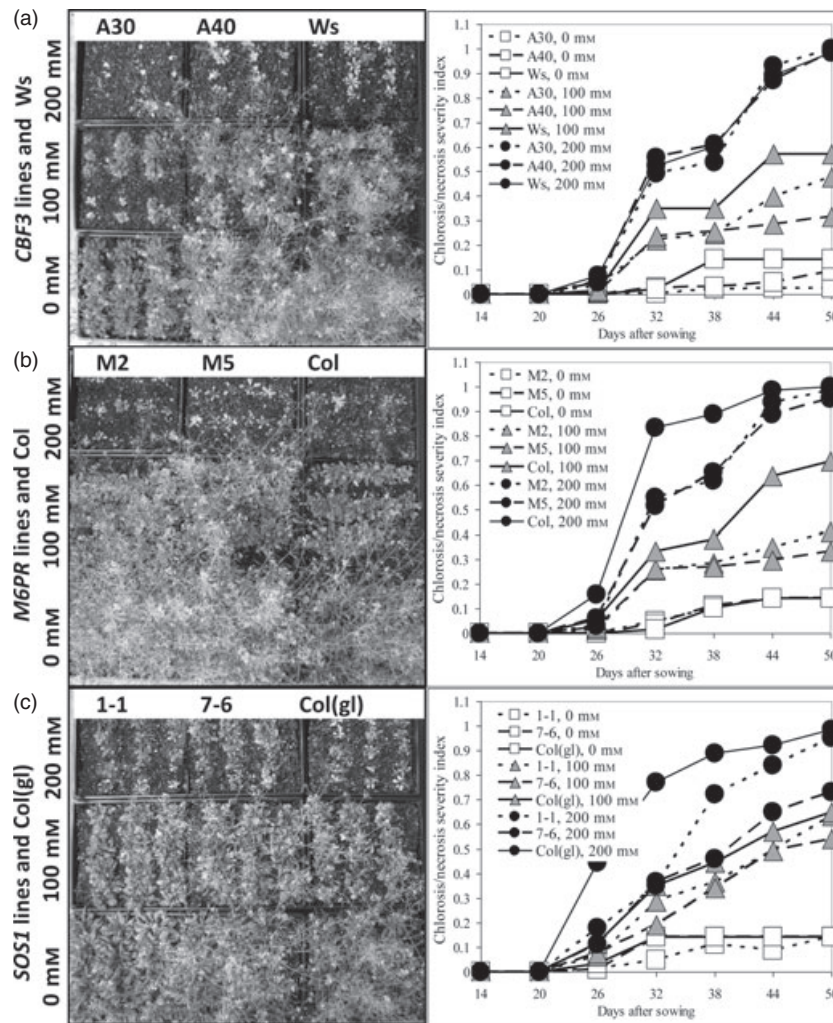 (a)
A30 A40 Ws
CBF3 lines and Ws
200 mM
100 mM
0 mM
Chlorosis/necrosis severity index
1
0.9
0.8
0.7
0.6
0.5
0.4
0.3
0.2
0.1
0
A30, 0 mM
A40, 0 mM
Ws, 0 mM
A30, 100 mM
A40, 100 mM
Ws, 100 mM
A30, 200 mM
A40, 200 mM
Ws, 200 mM
14 20 26 32 38 44 50
Days after sowing
(b)
M2 M5 Col
M6PR lines and Col
200 mM
100 mM
0 mM
Chlorosis/necrosis severity index
1
0.9
0.8
0.7
0.6
0.5
0.4
0.3
0.2
0.1
0
M2, 0 mM
M5, 0 mM
Col, 0 mM
M2, 100 mM
M5, 100 mM
Col, 100 mM
M2, 200 mM
M5, 200 mM
Col, 200 mM
14 20 26 32 38 44 50
Days after sowing
(c)
1-1 7-6 Col(gl)
SOS1 lines and Col(gl)
200 mM
100 mM
0 mM
Chlorosis/necrosis severity index
1
0.9
0.8
0.7
0.6
0.5
0.4
0.3
0.2
0.1
0
1-1, 0 mM
7-6, 0 mM
Col(gl), 0 mM
1-1, 100 mM
7-6, 100 mM
Col(gl), 100 mM
1-1, 200 mM
7-6, 200 mM
Col(gl), 200 mM
14 20 26 32 38 44 50
Days after sowing